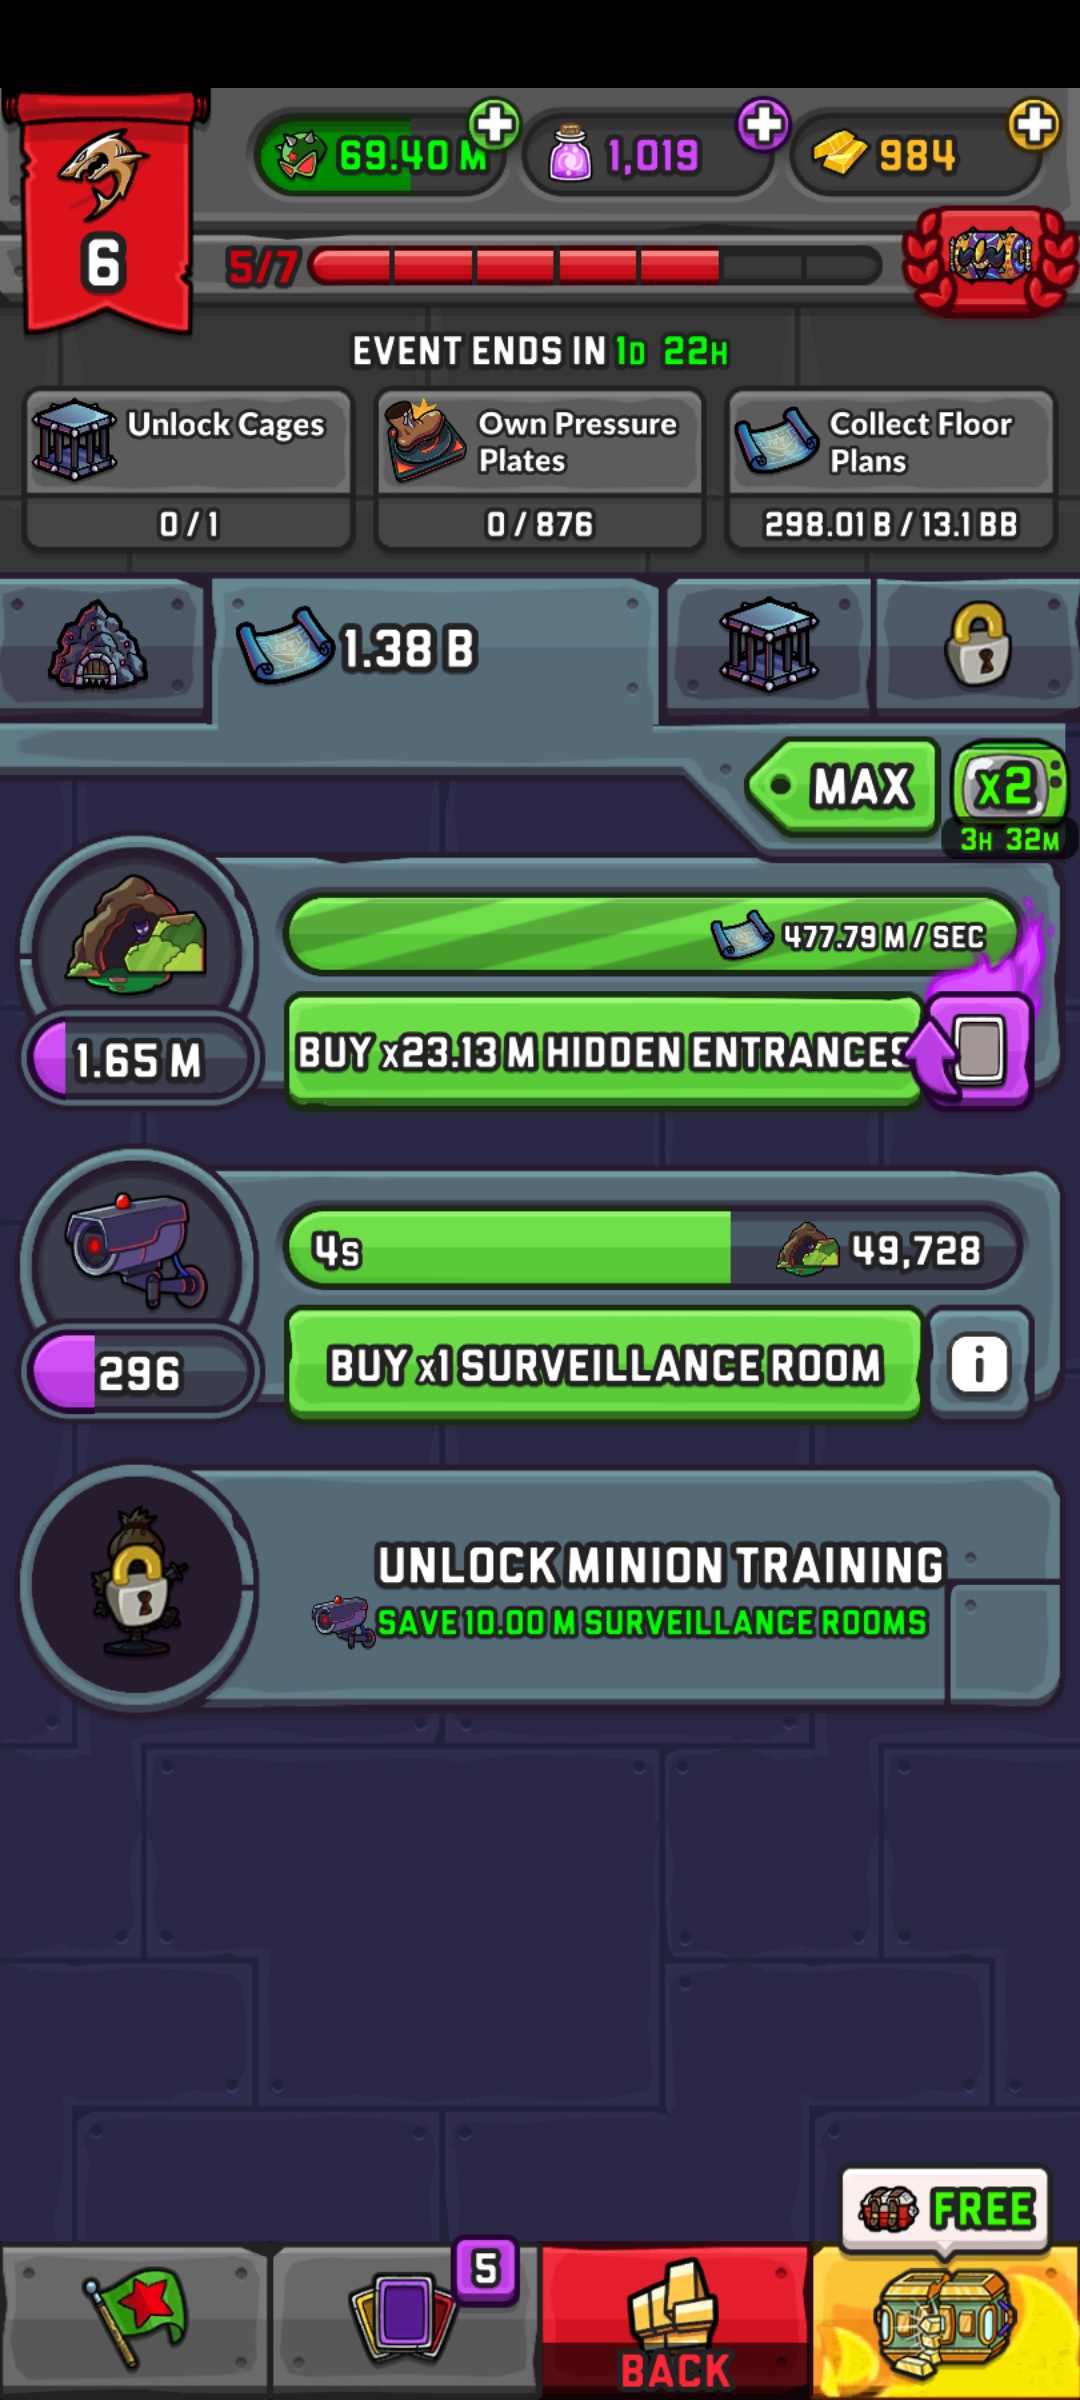 69.40 M
1,019
984
6
5/7
EVENT ENDS IN 1D 22H
Unlock Cages
0 / 1
Own Pressure
Plates
0 / 876
Collect Floor
Plans
298.01 B / 13.1 BB
1.38 B
MAX
x2
3H 32M
477.79 M / SEC
1.65 M
BUY x23.13 M HIDDEN ENTRANCES
4S
49,728
296
BUY x1 SURVEILLANCE ROOM
i
UNLOCK MINION TRAINING
SAVE 10.00 M SURVEILLANCE ROOMS
FREE
5
BACK